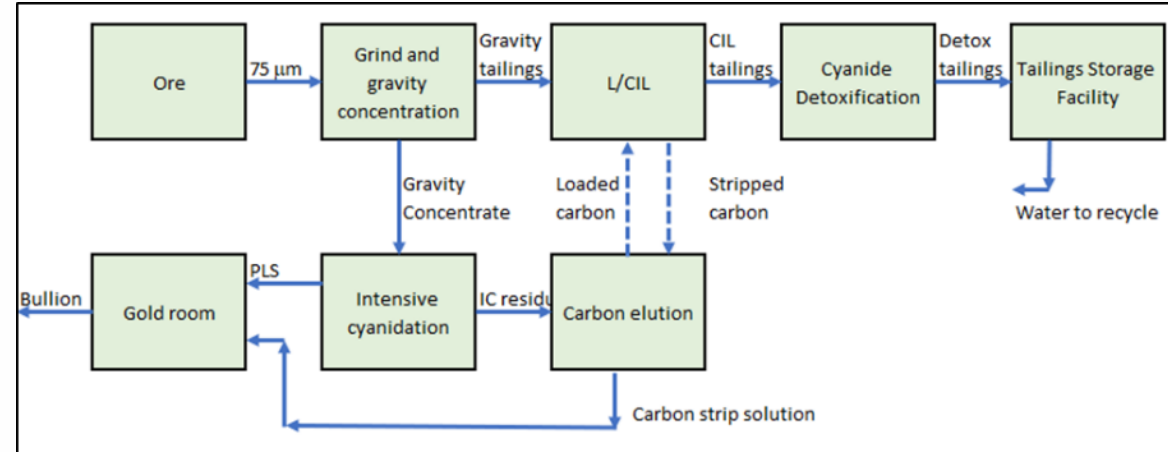 Ore
75 µm
Grind and
gravity
concentration
Gravity
tailings
L/CIL
CIL
tailings
Cyanide
Detoxification
Detox
tailings
Tailings Storage
Facility
Gravity
Concentrate
Loaded
carbon
Stripped
carbon
Water to recycle
Bullion
Gold room
PLS
Intensive
cyanidation
IC residu
Carbon elution
Carbon strip solution